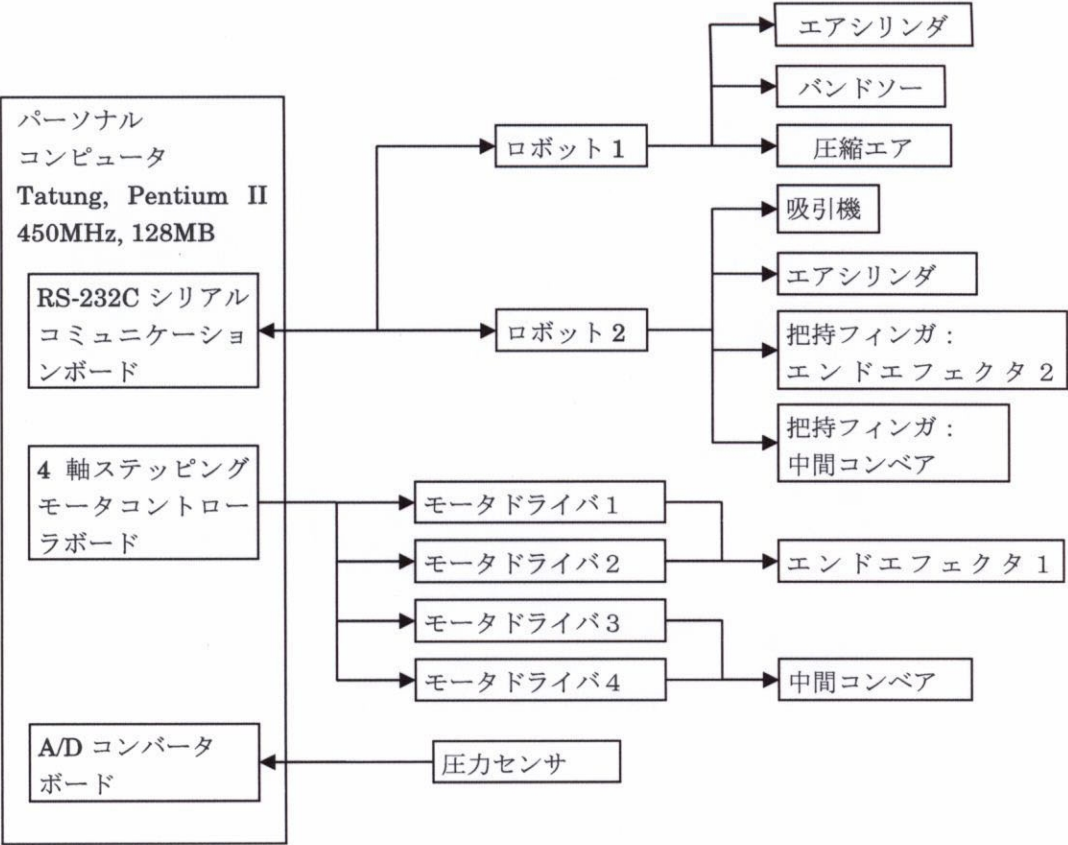 パーソナル
コンピュータ
Tatung, Pentium II
450MHz, 128MB
RS-232C シリアル
コミュニケーショ
ンボード
4 軸ステッピング
モータコントロー
ラボード
A/D コンバータ
ボード
ロボット1
ロボット2
エアシリンダ
バンドソー
圧縮エア
吸引機
エアシリンダ
把持フィンガ：
エンドエフェクタ2
把持フィンガ：
中間コンベア
モータドライバ1
モータドライバ2
モータドライバ3
モータドライバ4
エンドエフェクタ1
中間コンベア
圧力センサ